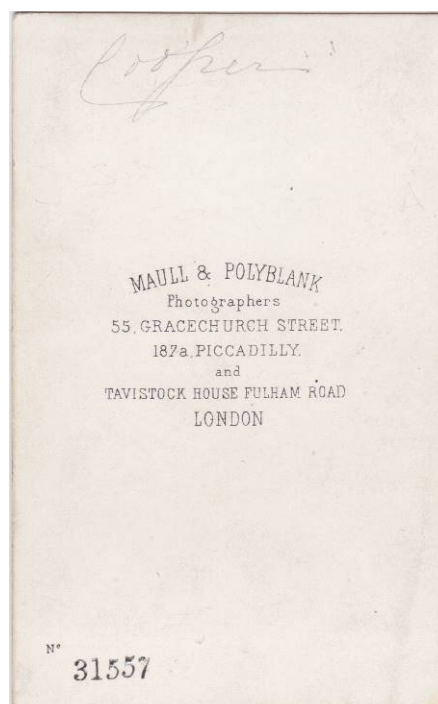 Cooper
MAULL & POLYBLANK
Photographers
55, GRACECHURCH STREET,
187a, PICCADILLY,
and
TAVISTOCK HOUSE FULHAM ROAD
LONDON
Nº
31557